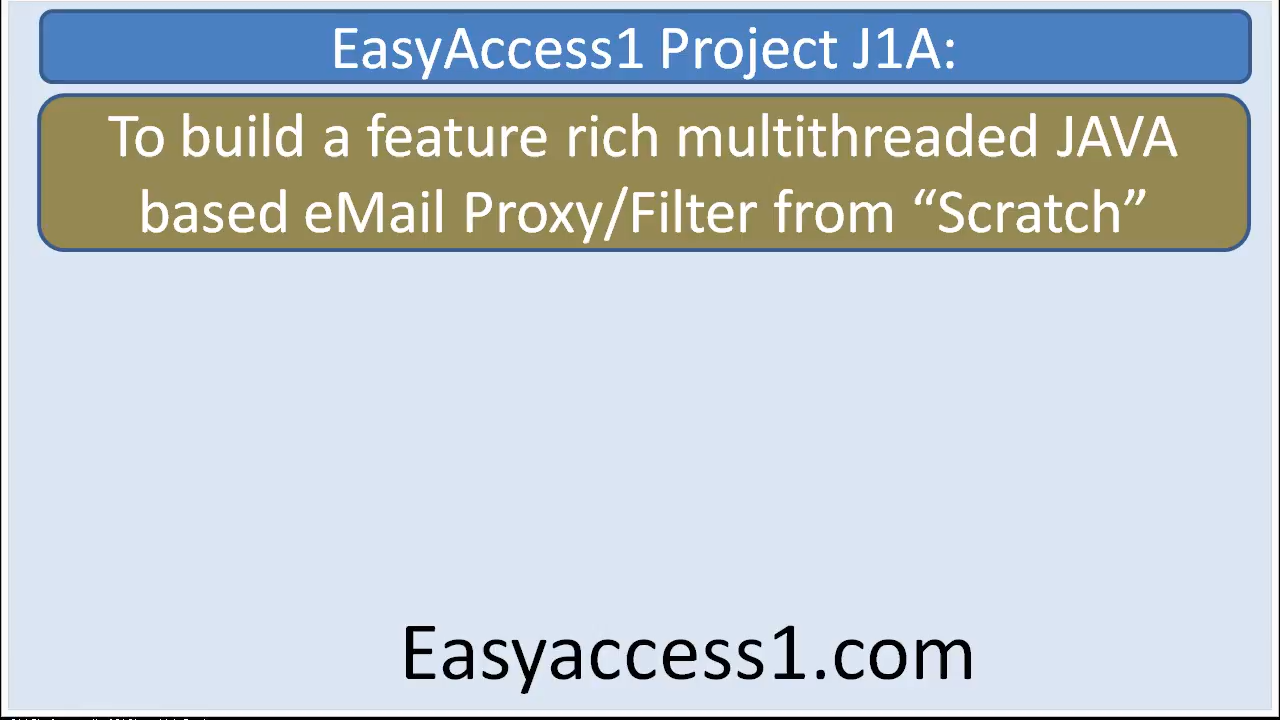 EasyAccess1 Project J1A:
To build a feature rich multithreaded JAVA
based eMail Proxy/Filter from “Scratch”
Easyaccess1.com